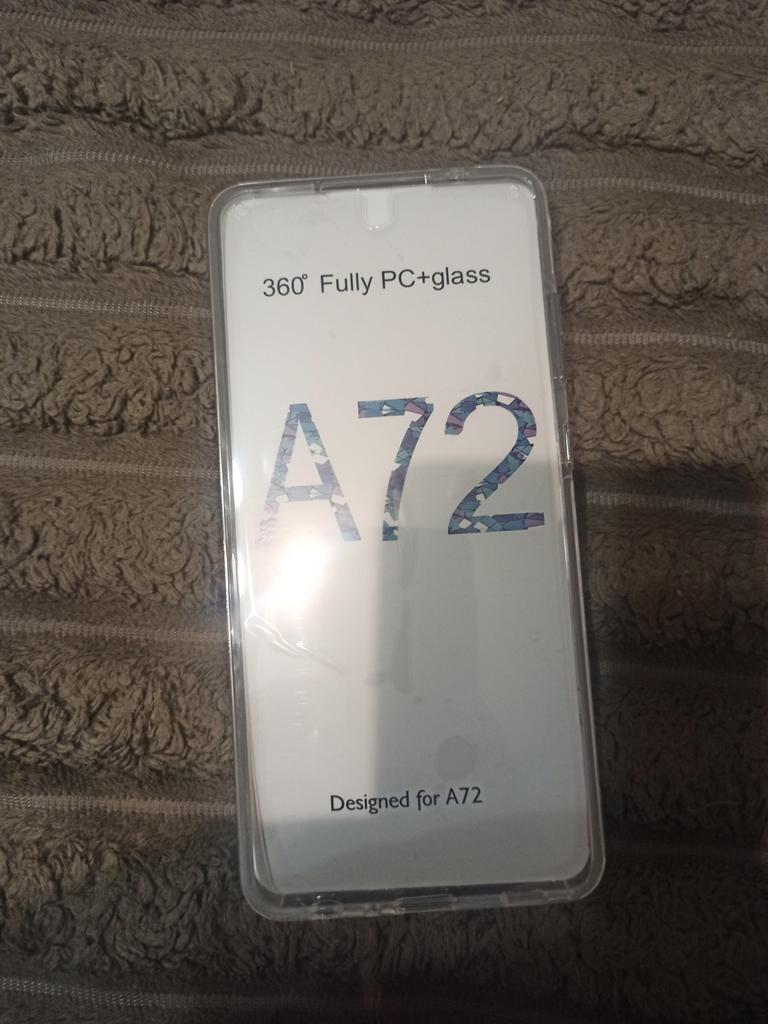 360° Fully PC+glass
A72
Designed for A72